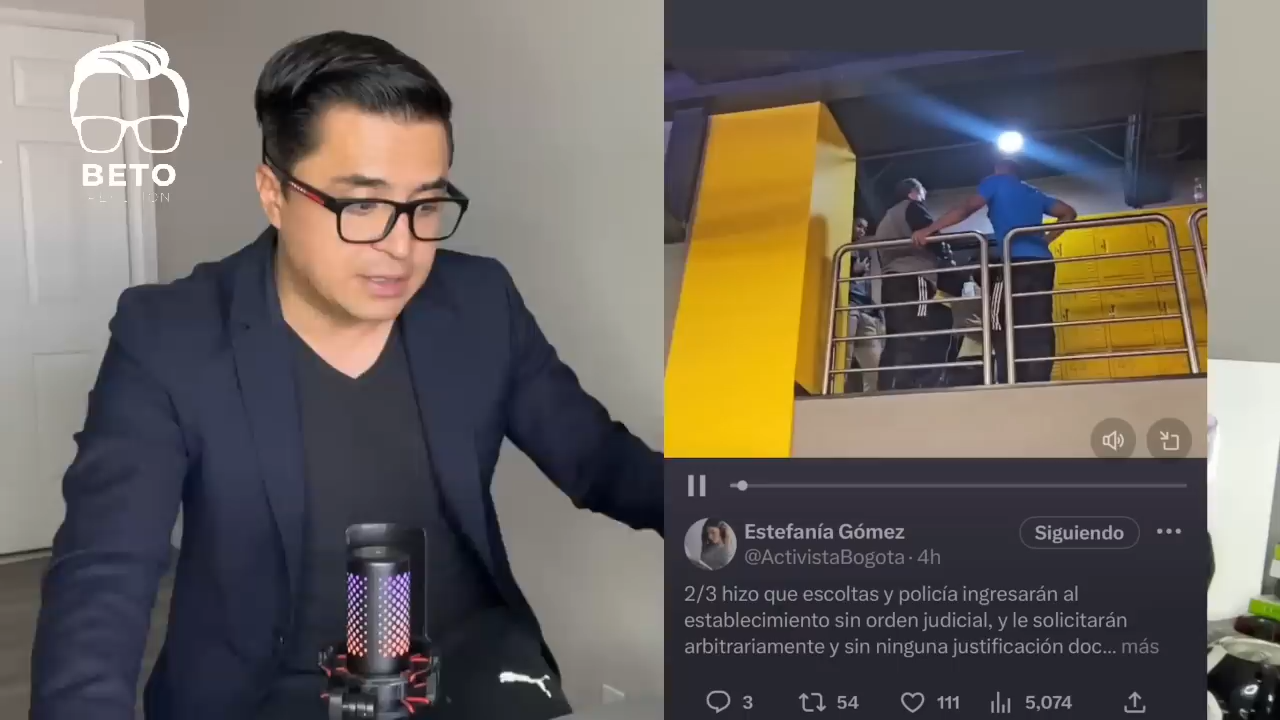 BETO
Estefanía Gómez
Siguiendo
@ActivistaBogota · 4h
2/3 hizo que escoltas y policía ingresarán al
establecimiento sin orden judicial, y le solicitarán
arbitrariamente y sin ninguna justificación doc... más
3
54
111
5,074